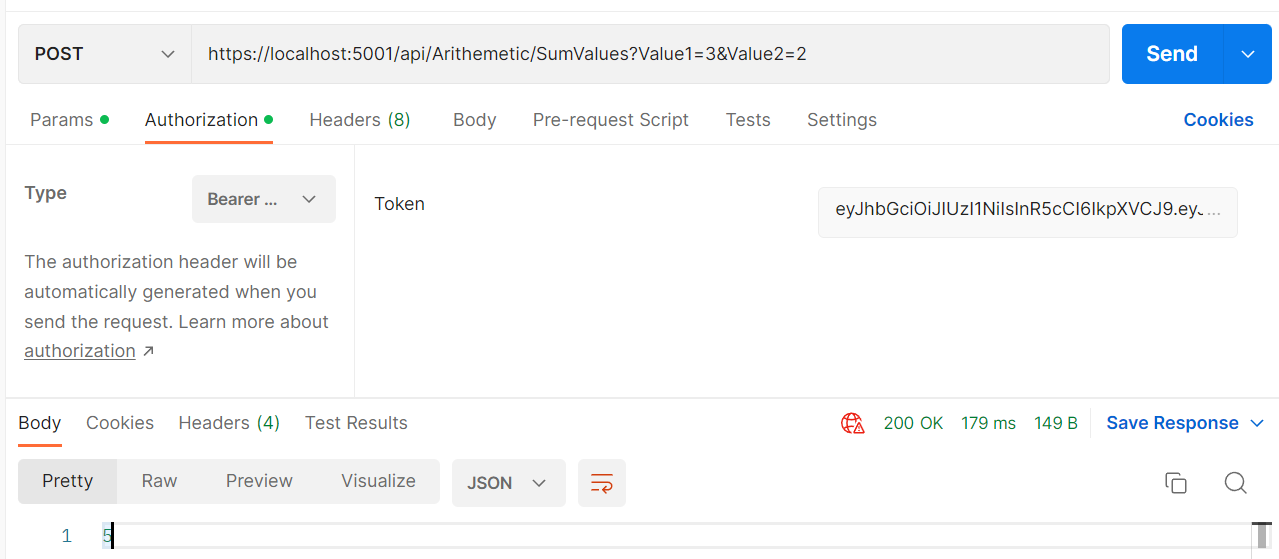 POST https://localhost:5001/api/Arithemetic/SumValues?Value1=3&Value2=2 Send
Params Authorization Headers (8) Body Pre-request Script Tests Settings Cookies
Type Bearer ... Token eyJhbGciOiJIUzI1NiIsInR5cCI6IkpXVCJ9.eyJ ...
The authorization header will be
automatically generated when you
send the request. Learn more about
authorization ↗
Body Cookies Headers (4) Test Results 200 OK 179 ms 149 B Save Response
Pretty Raw Preview Visualize JSON
1 5